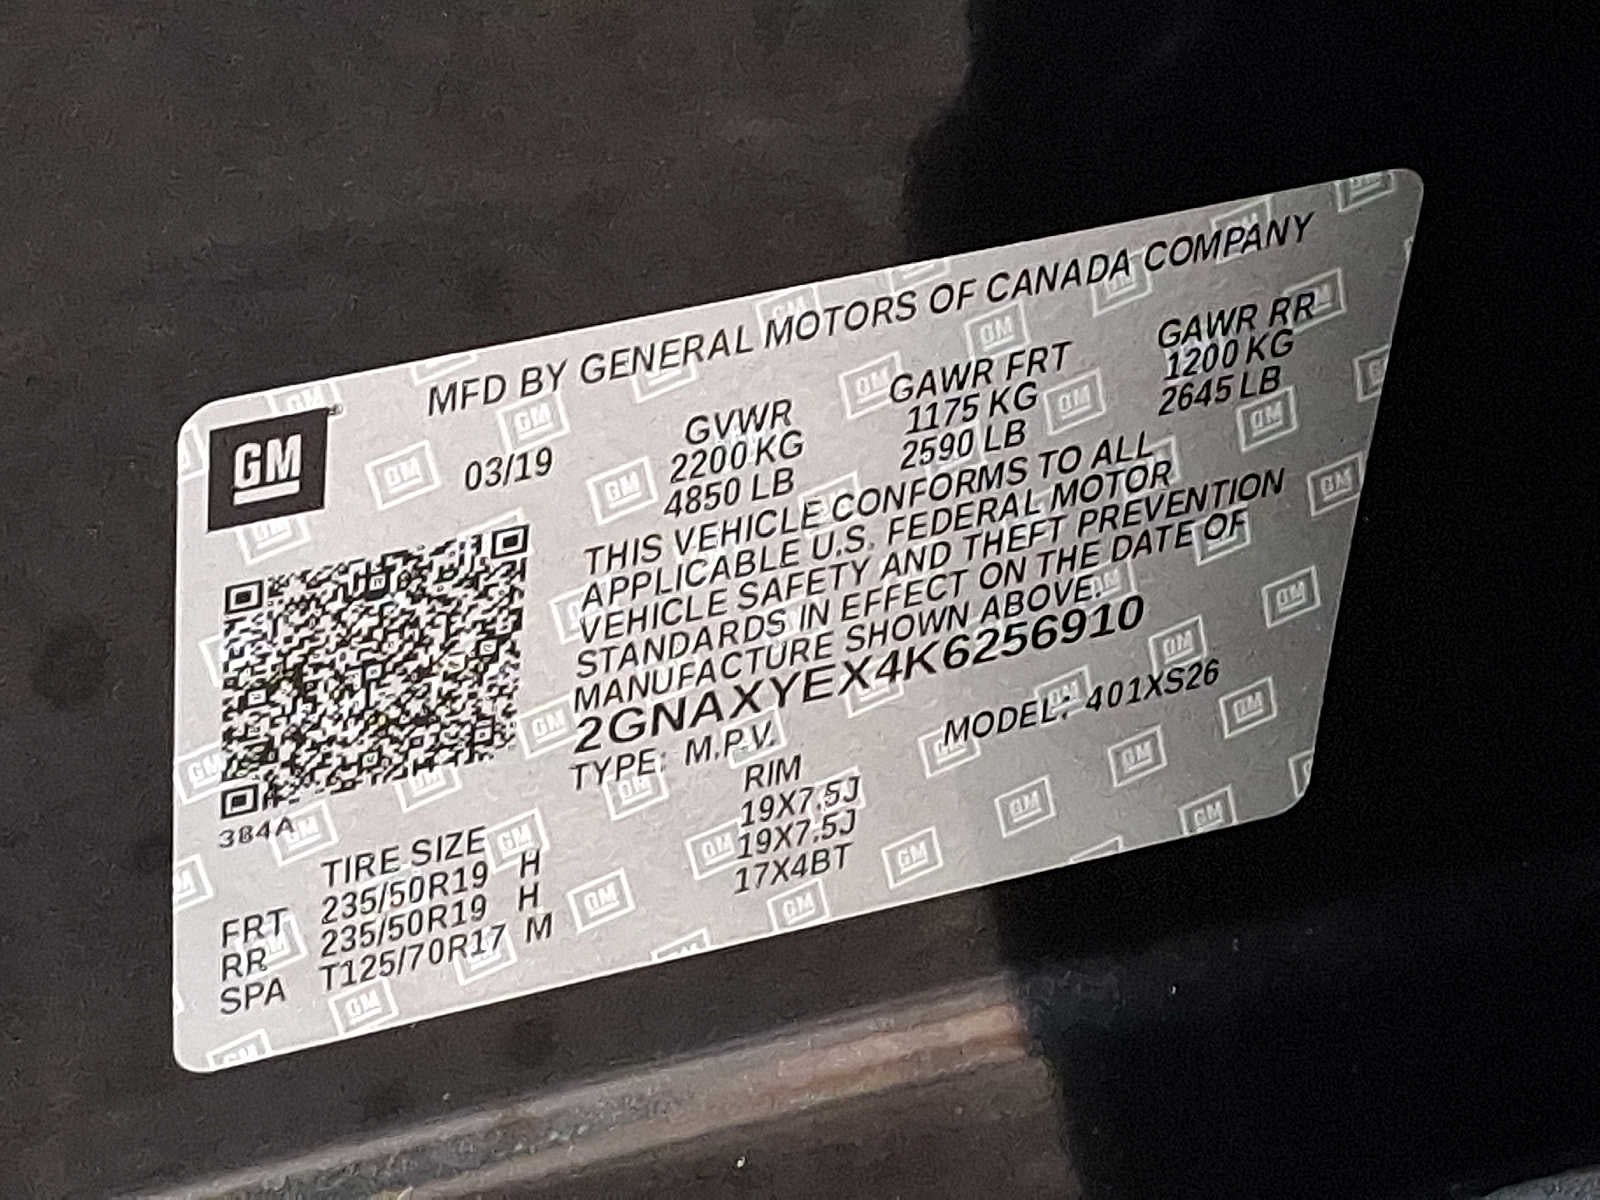 MFD BY GENERAL MOTORS OF CANADA COMPANY
GM
03/19
GVWR GAWR FRT GAWR RR
2200 KG 1175 KG 1200 KG
4850 LB 2590 LB 2645 LB
THIS VEHICLE CONFORMS TO ALL
APPLICABLE U.S. FEDERAL MOTOR
VEHICLE SAFETY AND THEFT PREVENTION
STANDARDS IN EFFECT ON THE DATE OF
MANUFACTURE SHOWN ABOVE.
2GNAXYEX4K6256910
TYPE: M.P.V. MODEL: 401XS26
384A
TIRE SIZE RIM
FRT 235/50R19 H 19X7.5J
RR 235/50R19 H 19X7.5J
SPA T125/70R17 M 17X4BT